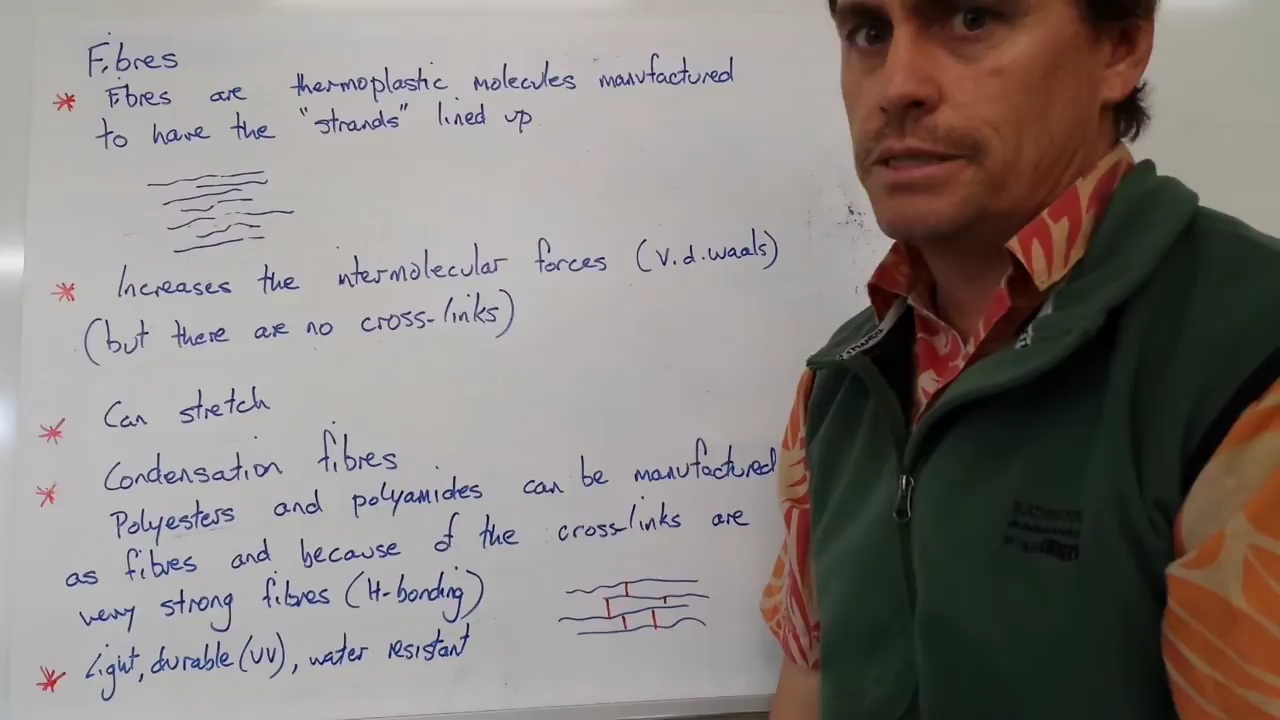 Fibres
* Fibres are thermoplastic molecules manufactured
to have the "strands" lined up
* Increases the intermolecular forces (v.d.waals)
(but there are no cross-links)
* Can stretch
* Condensation fibres
Polyesters and polyamides can be manufactured
as fibres and because of the cross-links are
very strong fibres (H-bonding)
* Light, durable (UV), water resistant